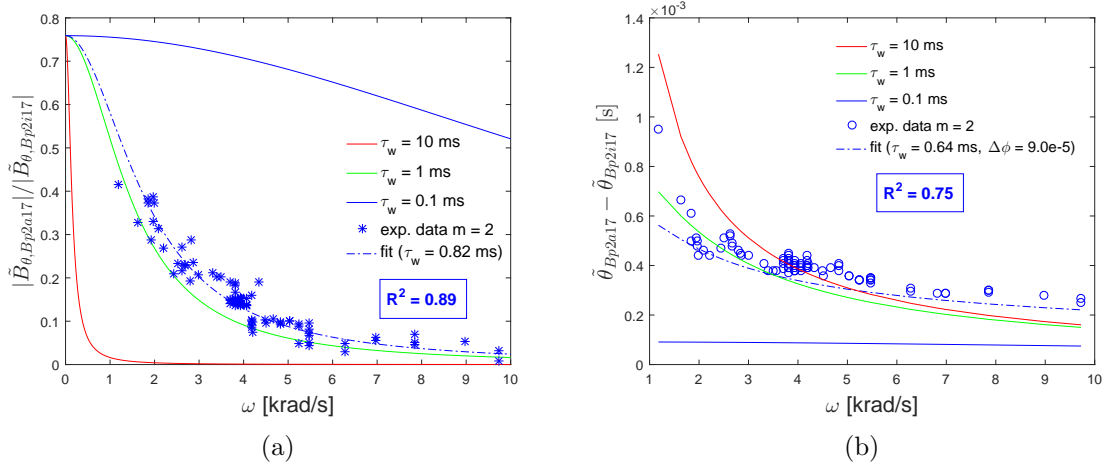 |B̃θ,Bp2a17|/|B̃θ,Bp2i17|
0.8
0.7
0.6
0.5
0.4
0.3
0.2
0.1
0
0 1 2 3 4 5 6 7 8 9 10
ω [krad/s]
τw = 10 ms
τw = 1 ms
τw = 0.1 ms
exp. data m = 2
fit (τw = 0.82 ms)
R² = 0.89
(a)
θ̃Bp2a17 − θ̃Bp2i17 [s]
×10⁻³
1.4
1.2
1
0.8
0.6
0.4
0.2
0
1 2 3 4 5 6 7 8 9 10
ω [krad/s]
τw = 10 ms
τw = 1 ms
τw = 0.1 ms
exp. data m = 2
fit (τw = 0.64 ms, Δϕ = 9.0e-5)
R² = 0.75
(b)